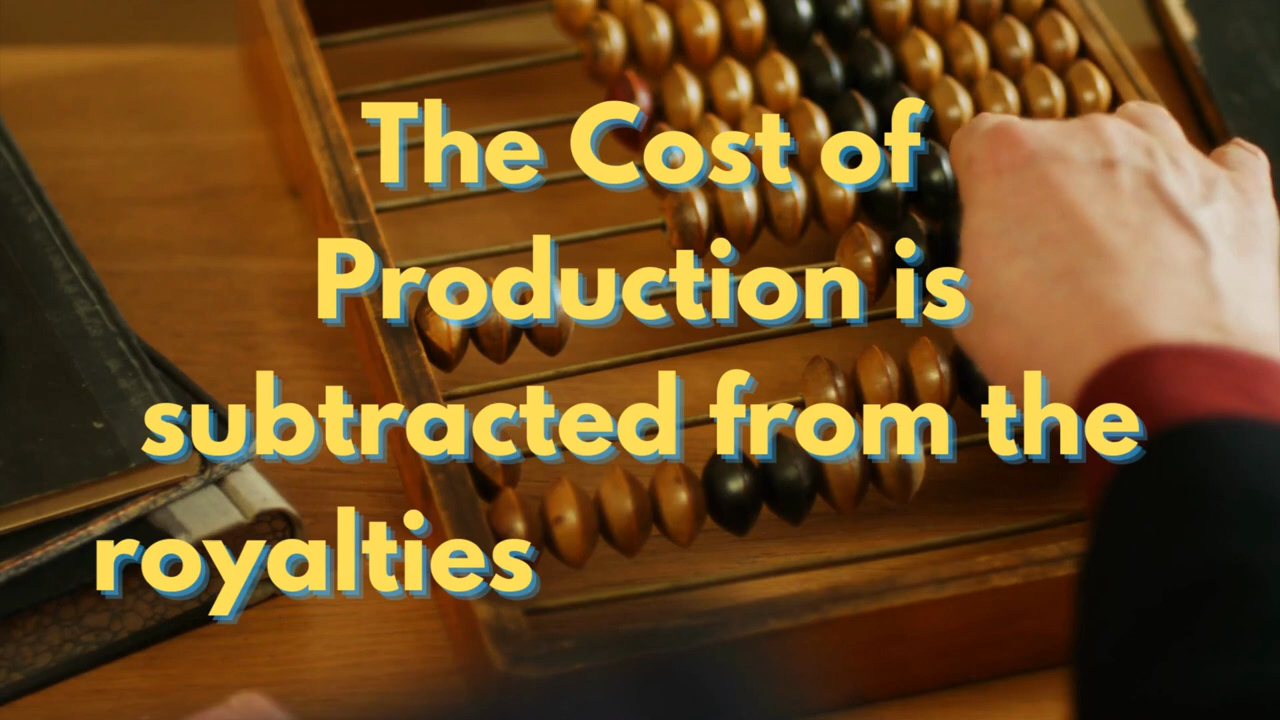 The Cost of
Production is
subtracted from the
royalties